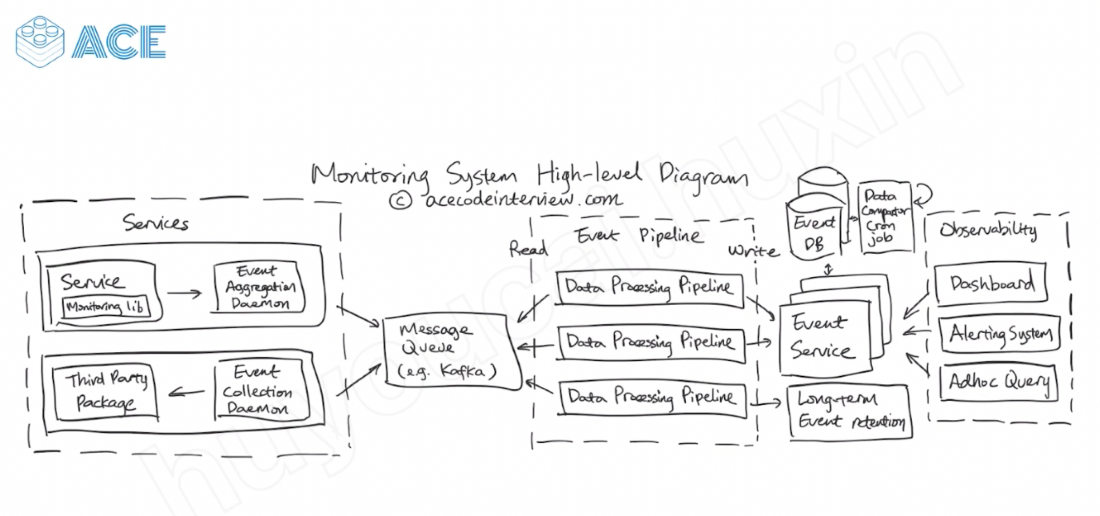 ACE
Monitoring System High-level Diagram
© acecodeinterview.com
Services
Service
Monitoring lib
Event
Aggregation
Daemon
Third Party
Package
Event
Collection
Daemon
Message
Queue
(e.g. Kafka)
Read
Event Pipeline
Write
Data Processing Pipeline
Data Processing Pipeline
Data Processing Pipeline
Event
DB
Data
Compactor
Cron
job
Event
Service
Long-term
Event retention
Observability
Dashboard
Alerting System
Adhoc Query